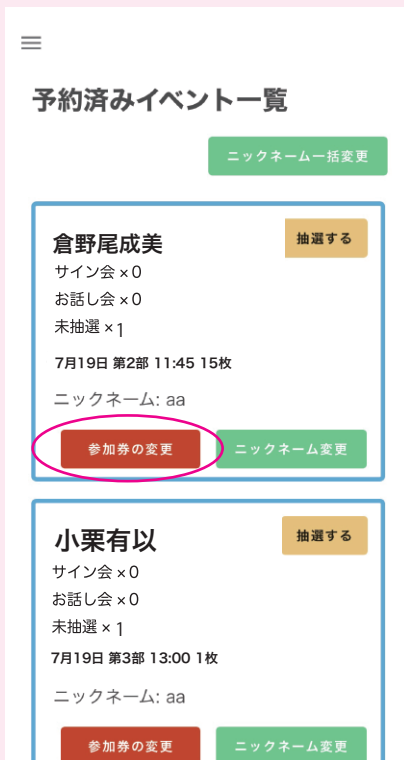 予約済みイベント一覧
ニックネーム一括変更
倉野尾成美
抽選する
サイン会 ×0
お話し会 ×0
未抽選 ×1
7月19日 第2部 11:45 15枚
ニックネーム: aa
参加券の変更
ニックネーム変更
小栗有以
抽選する
サイン会 ×0
お話し会 ×0
未抽選 × 1
7月19日 第3部 13:00 1枚
ニックネーム: aa
参加券の変更
ニックネーム変更